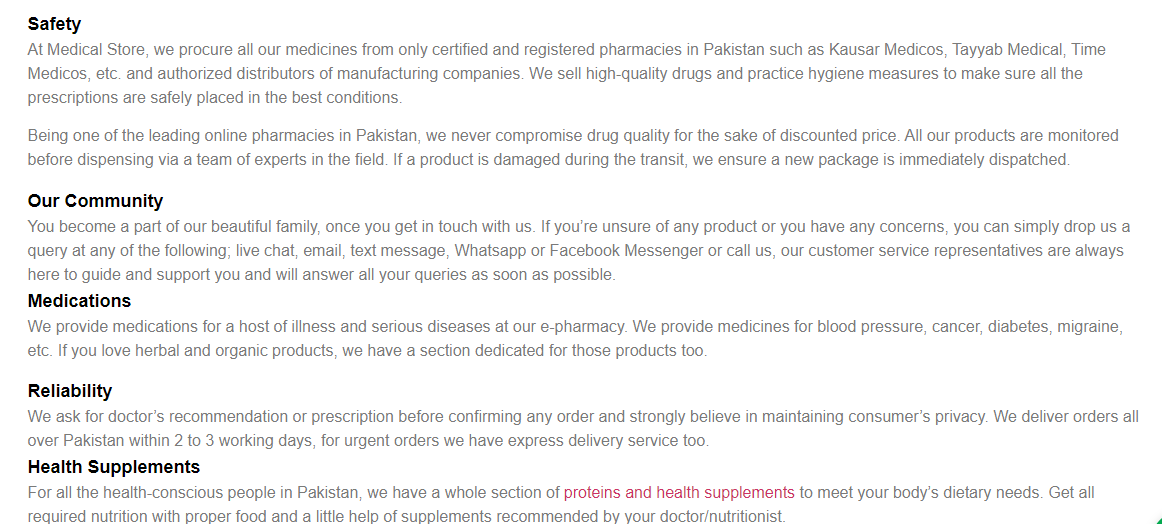 Safety
At Medical Store, we procure all our medicines from only certified and registered pharmacies in Pakistan such as Kausar Medicos, Tayyab Medical, Time
Medicos, etc. and authorized distributors of manufacturing companies. We sell high-quality drugs and practice hygiene measures to make sure all the
prescriptions are safely placed in the best conditions.
Being one of the leading online pharmacies in Pakistan, we never compromise drug quality for the sake of discounted price. All our products are monitored
before dispensing via a team of experts in the field. If a product is damaged during the transit, we ensure a new package is immediately dispatched.
Our Community
You become a part of our beautiful family, once you get in touch with us. If you’re unsure of any product or you have any concerns, you can simply drop us a
query at any of the following; live chat, email, text message, Whatsapp or Facebook Messenger or call us, our customer service representatives are always
here to guide and support you and will answer all your queries as soon as possible.
Medications
We provide medications for a host of illness and serious diseases at our e-pharmacy. We provide medicines for blood pressure, cancer, diabetes, migraine,
etc. If you love herbal and organic products, we have a section dedicated for those products too.
Reliability
We ask for doctor’s recommendation or prescription before confirming any order and strongly believe in maintaining consumer’s privacy. We deliver orders all
over Pakistan within 2 to 3 working days, for urgent orders we have express delivery service too.
Health Supplements
For all the health-conscious people in Pakistan, we have a whole section of proteins and health supplements to meet your body’s dietary needs. Get all
required nutrition with proper food and a little help of supplements recommended by your doctor/nutritionist.